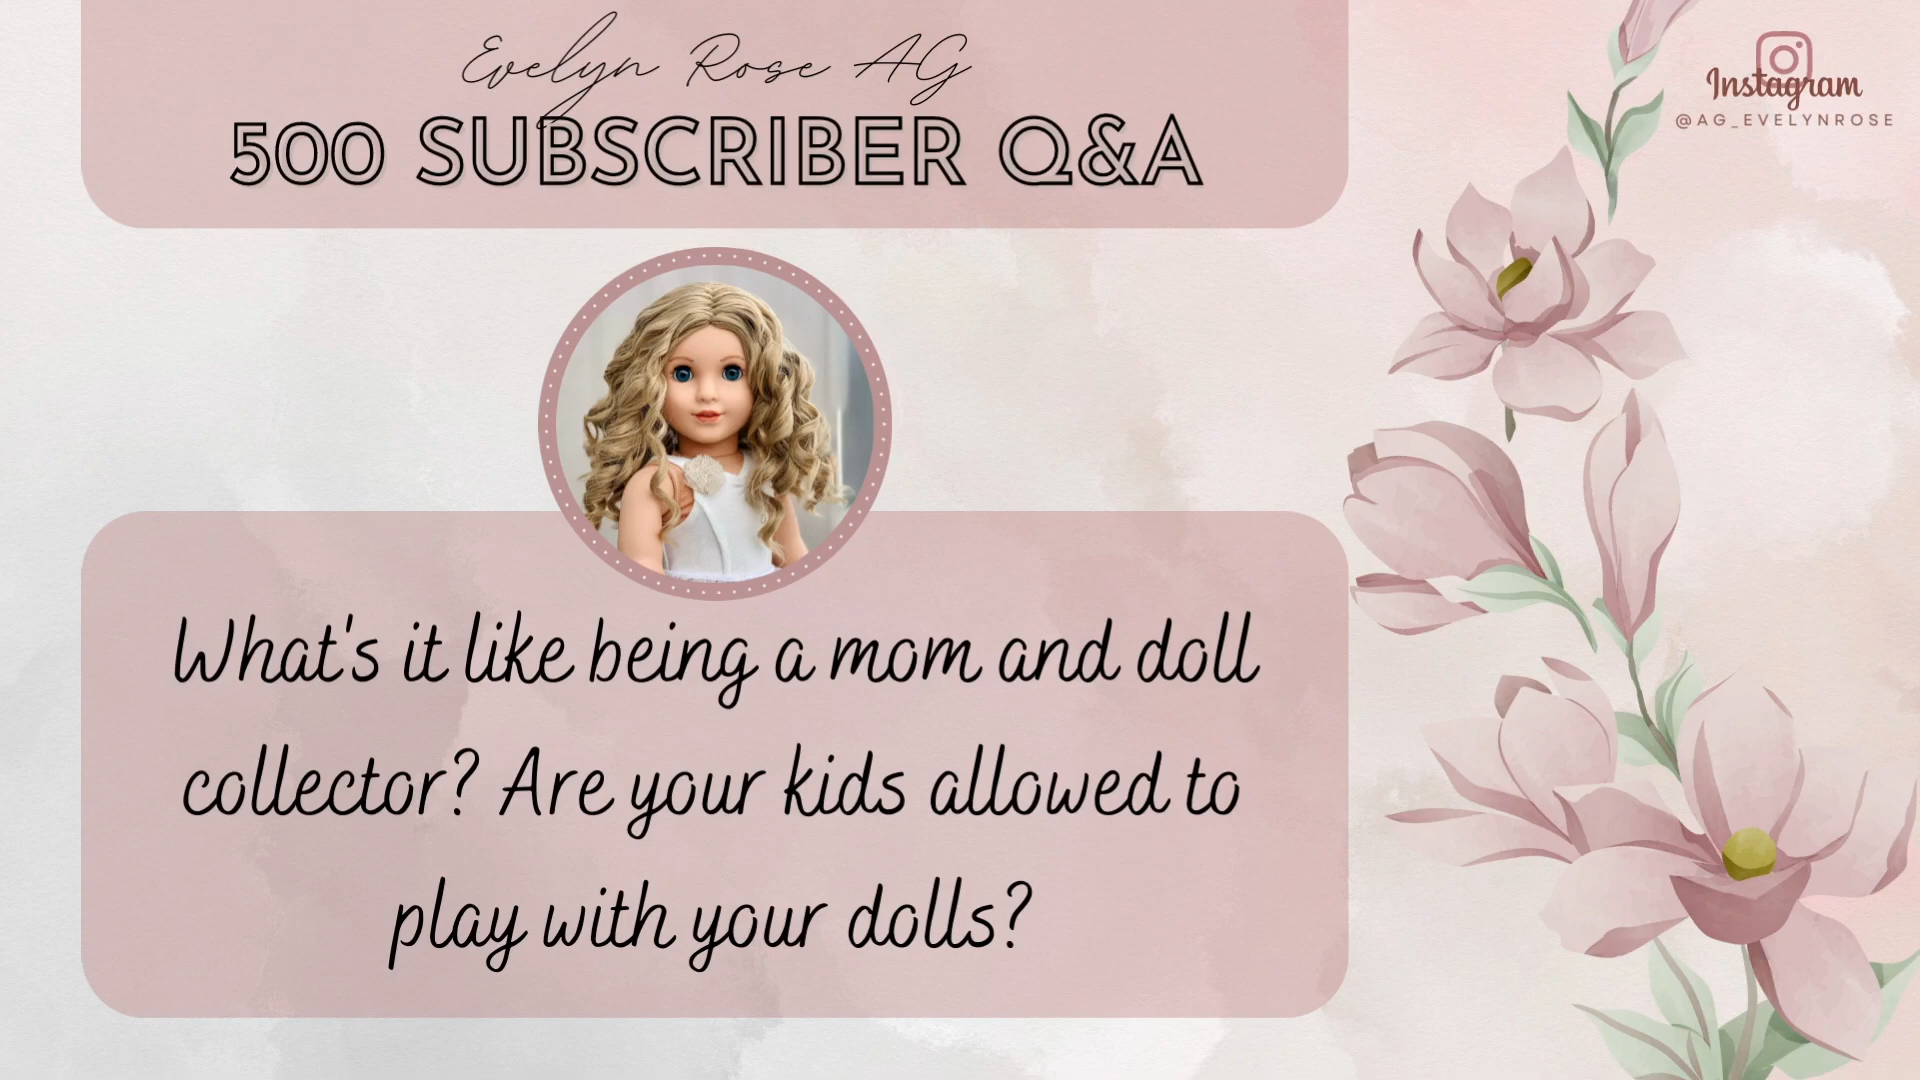 Evelyn Rose AG
500 SUBSCRIBER Q&A
Instagram
@AG_EVELYNROSE
What's it like being a mom and doll
collector? Are your kids allowed to
play with your dolls?